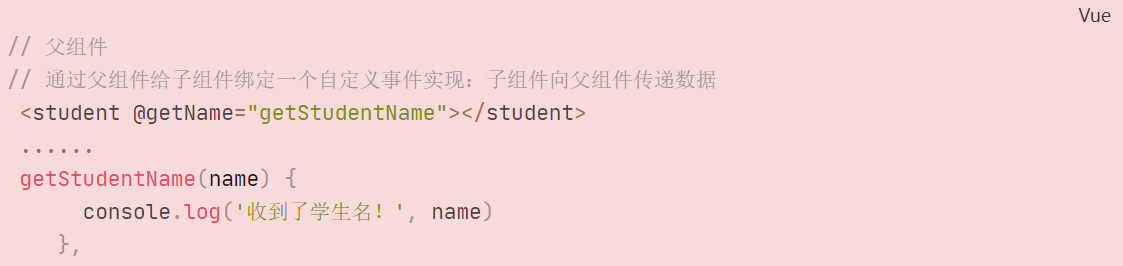 Vue
// 父组件
// 通过父组件给子组件绑定一个自定义事件实现：子组件向父组件传递数据
<student @getName="getStudentName"></student>
......
getStudentName(name) {
console.log('收到了学生名！', name)
},